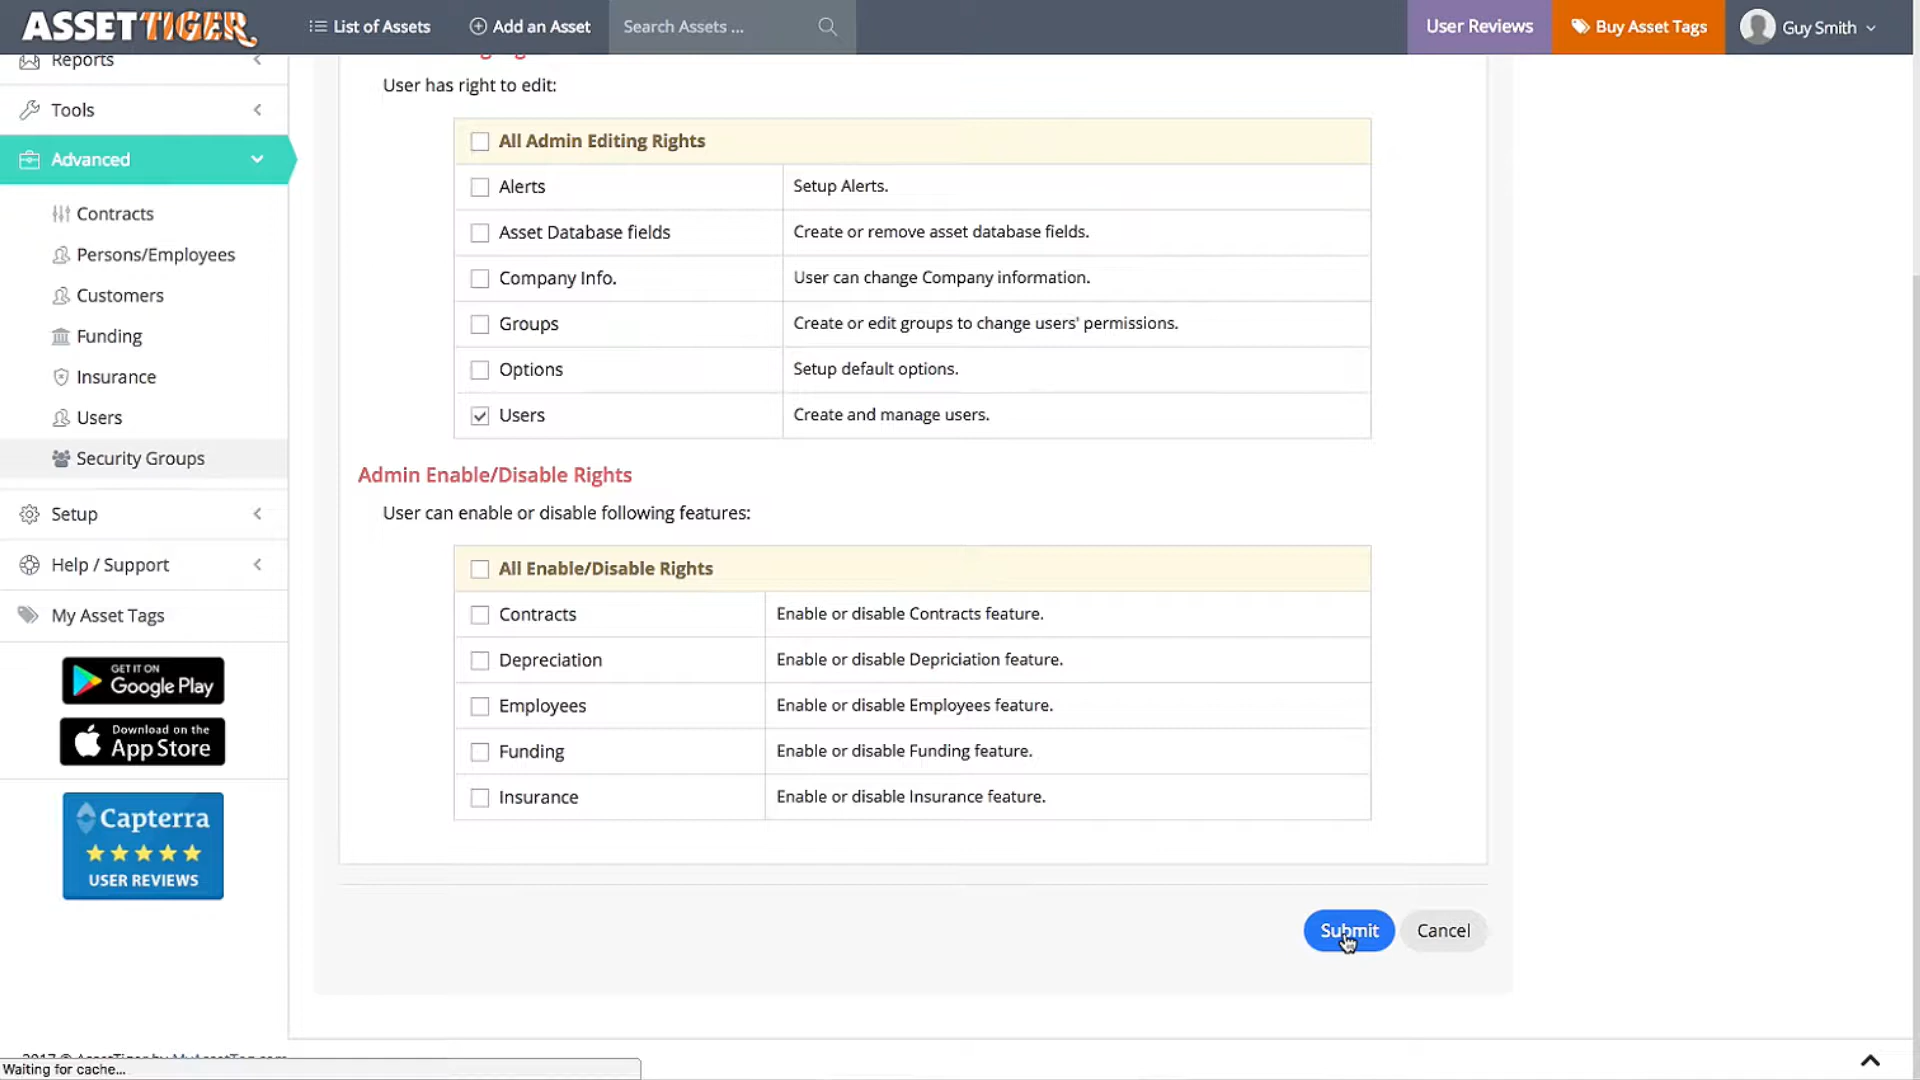 ASSETTIGER
List of Assets
Add an Asset
Search Assets ...
User Reviews
Buy Asset Tags
Guy Smith
Reports
Tools
Advanced
Contracts
Persons/Employees
Customers
Funding
Insurance
Users
Security Groups
Setup
Help / Support
My Asset Tags
GET IT ON
Google Play
Download on the
App Store
Capterra
USER REVIEWS
User has right to edit:
All Admin Editing Rights
Alerts Setup Alerts.
Asset Database fields Create or remove asset database fields.
Company Info. User can change Company information.
Groups Create or edit groups to change users' permissions.
Options Setup default options.
Users Create and manage users.
Admin Enable/Disable Rights
User can enable or disable following features:
All Enable/Disable Rights
Contracts Enable or disable Contracts feature.
Depreciation Enable or disable Depriciation feature.
Employees Enable or disable Employees feature.
Funding Enable or disable Funding feature.
Insurance Enable or disable Insurance feature.
Submit
Cancel
2017 © AssetTiger by MyAssetTag.com
Waiting for cache...